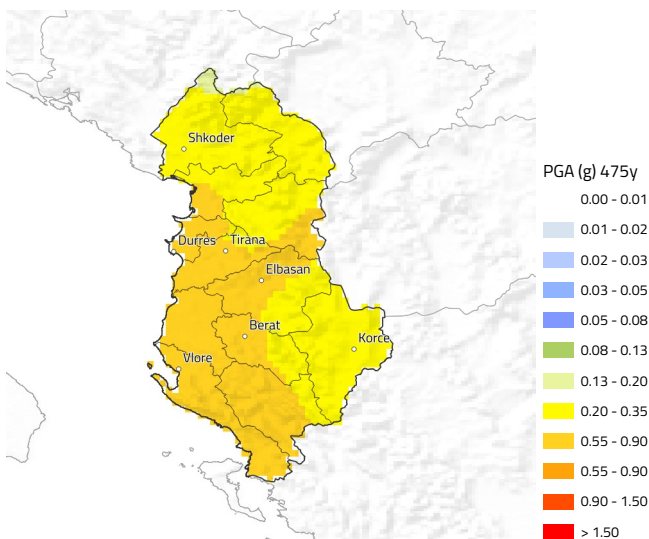 Shkoder
Durres
Tirana
Elbasan
Berat
Korce
Vlore
PGA (g) 475y
0.00 - 0.01
0.01 - 0.02
0.02 - 0.03
0.03 - 0.05
0.05 - 0.08
0.08 - 0.13
0.13 - 0.20
0.20 - 0.35
0.55 - 0.90
0.55 - 0.90
0.90 - 1.50
> 1.50